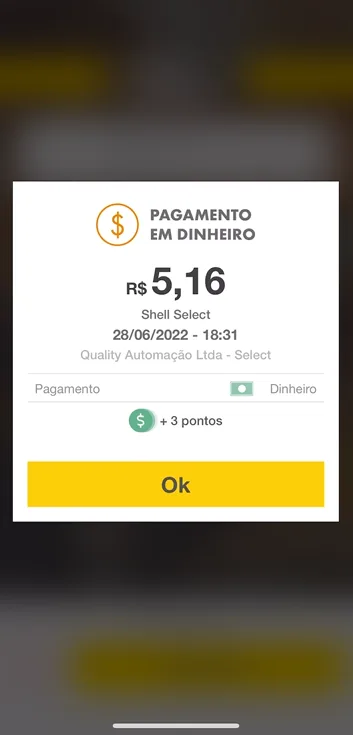 PAGAMENTO
EM DINHEIRO
R$ 5,16
Shell Select
28/06/2022 - 18:31
Quality Automação Ltda - Select
Pagamento Dinheiro
$ + 3 pontos
Ok